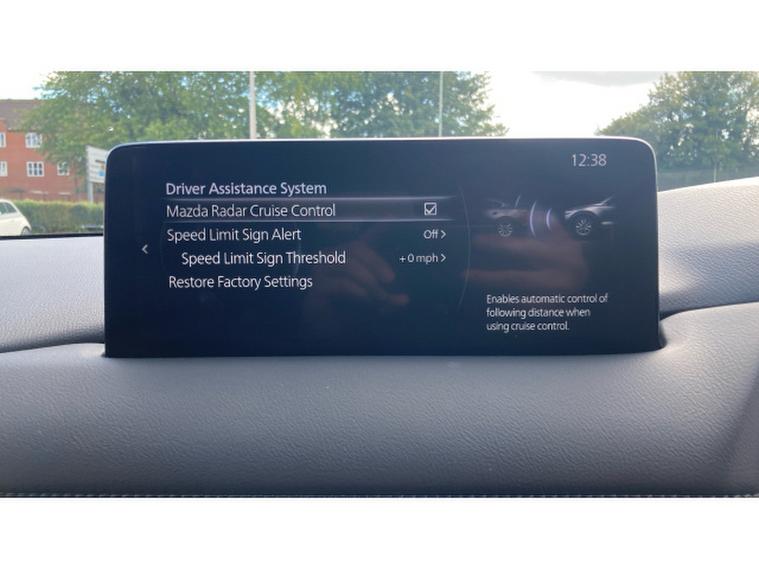 12:38
Driver Assistance System
Mazda Radar Cruise Control
Speed Limit Sign Alert Off >
Speed Limit Sign Threshold +0 mph >
Restore Factory Settings
Enables automatic control of
following distance when
using cruise control.